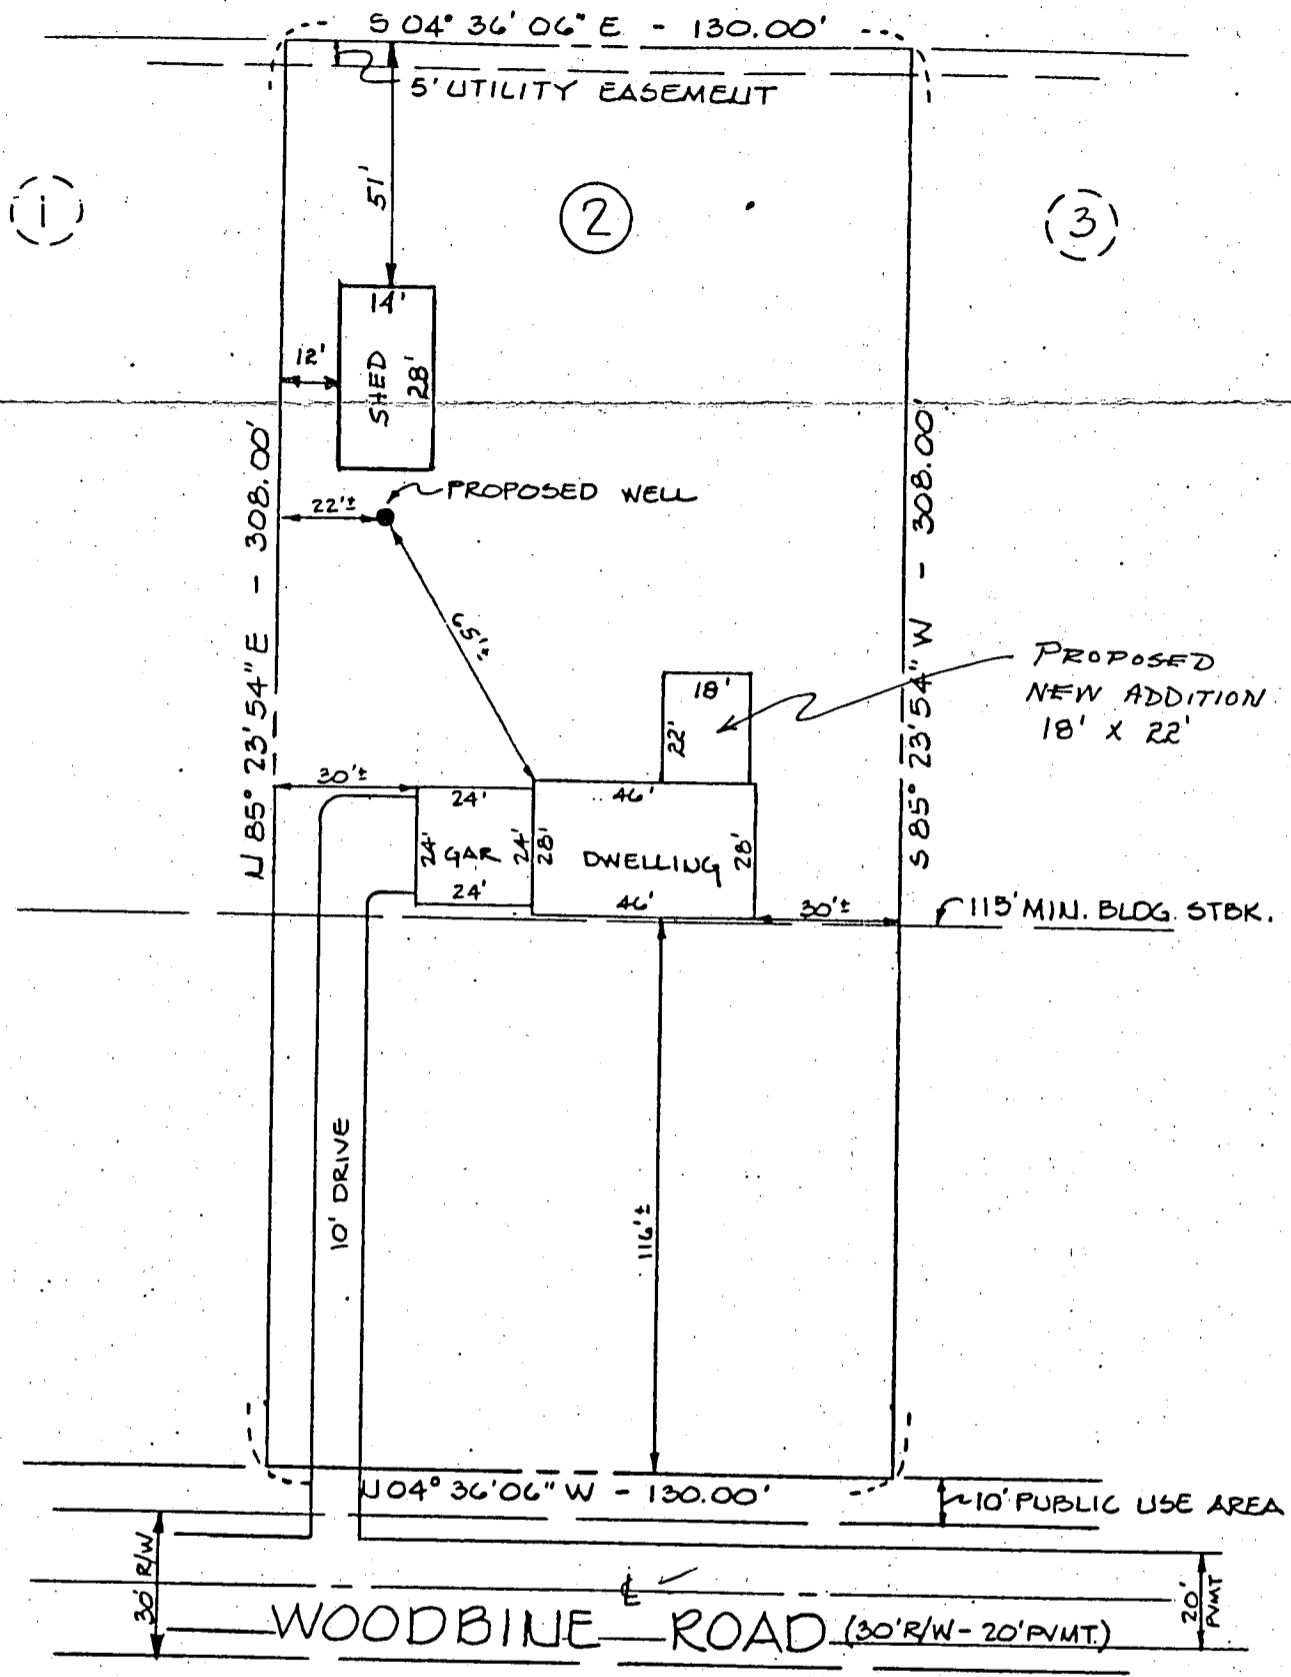 S 04° 36' 06" E - 130.00'
5' UTILITY EASEMENT
51'
1
2
3
14'
SHED
28'
12'
N 85° 23' 54" E - 308.00'
S 85° 23' 54" W - 308.00'
PROPOSED WELL
22'±
PROPOSED
NEW ADDITION
18' X 22'
18'
22'
30'±
24'
24'
GAR
24'
24'
46'
28'
DWELLING
28'
46'
30'±
115' MIN. BLDG. STBK.
10' DRIVE
116'±
N 04° 36' 06" W - 130.00'
10' PUBLIC USE AREA
30' R/W
20'
PVMT
WOODBINE ROAD (30' R/W - 20' PVMT.)